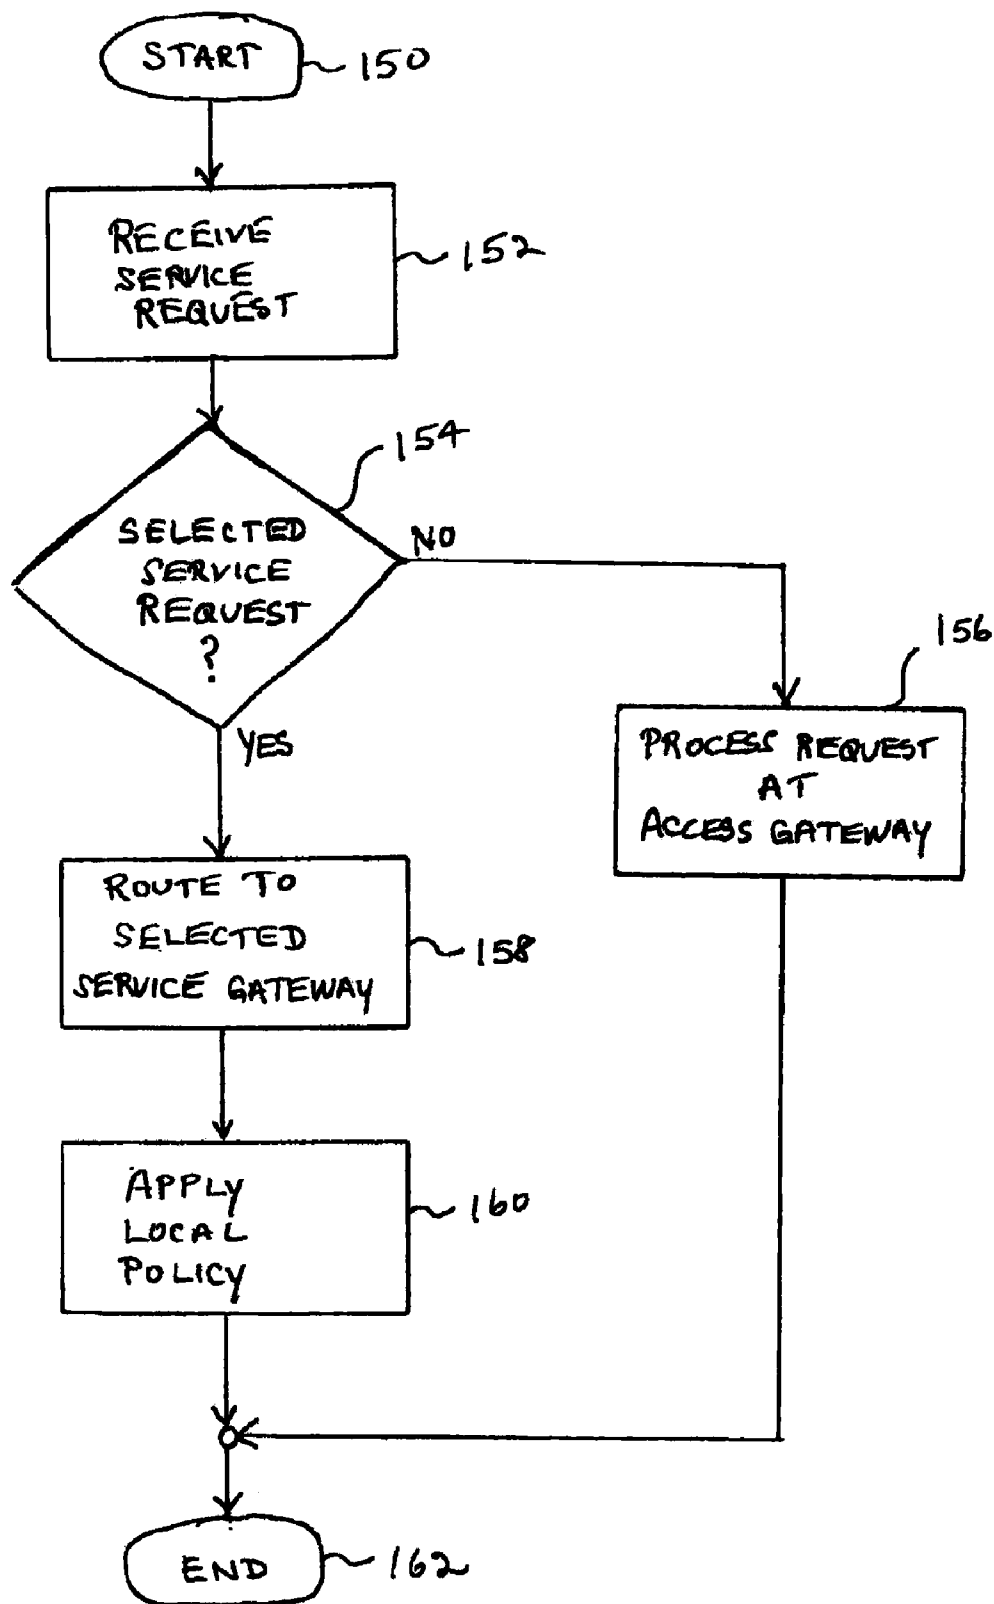 START
150
RECEIVE
SERVICE
REQUEST
152
154
SELECTED
SERVICE
REQUEST
?
NO
YES
156
PROCESS REQUEST
AT
ACCESS GATEWAY
ROUTE TO
SELECTED
SERVICE GATEWAY
158
APPLY
LOCAL
POLICY
160
END
162